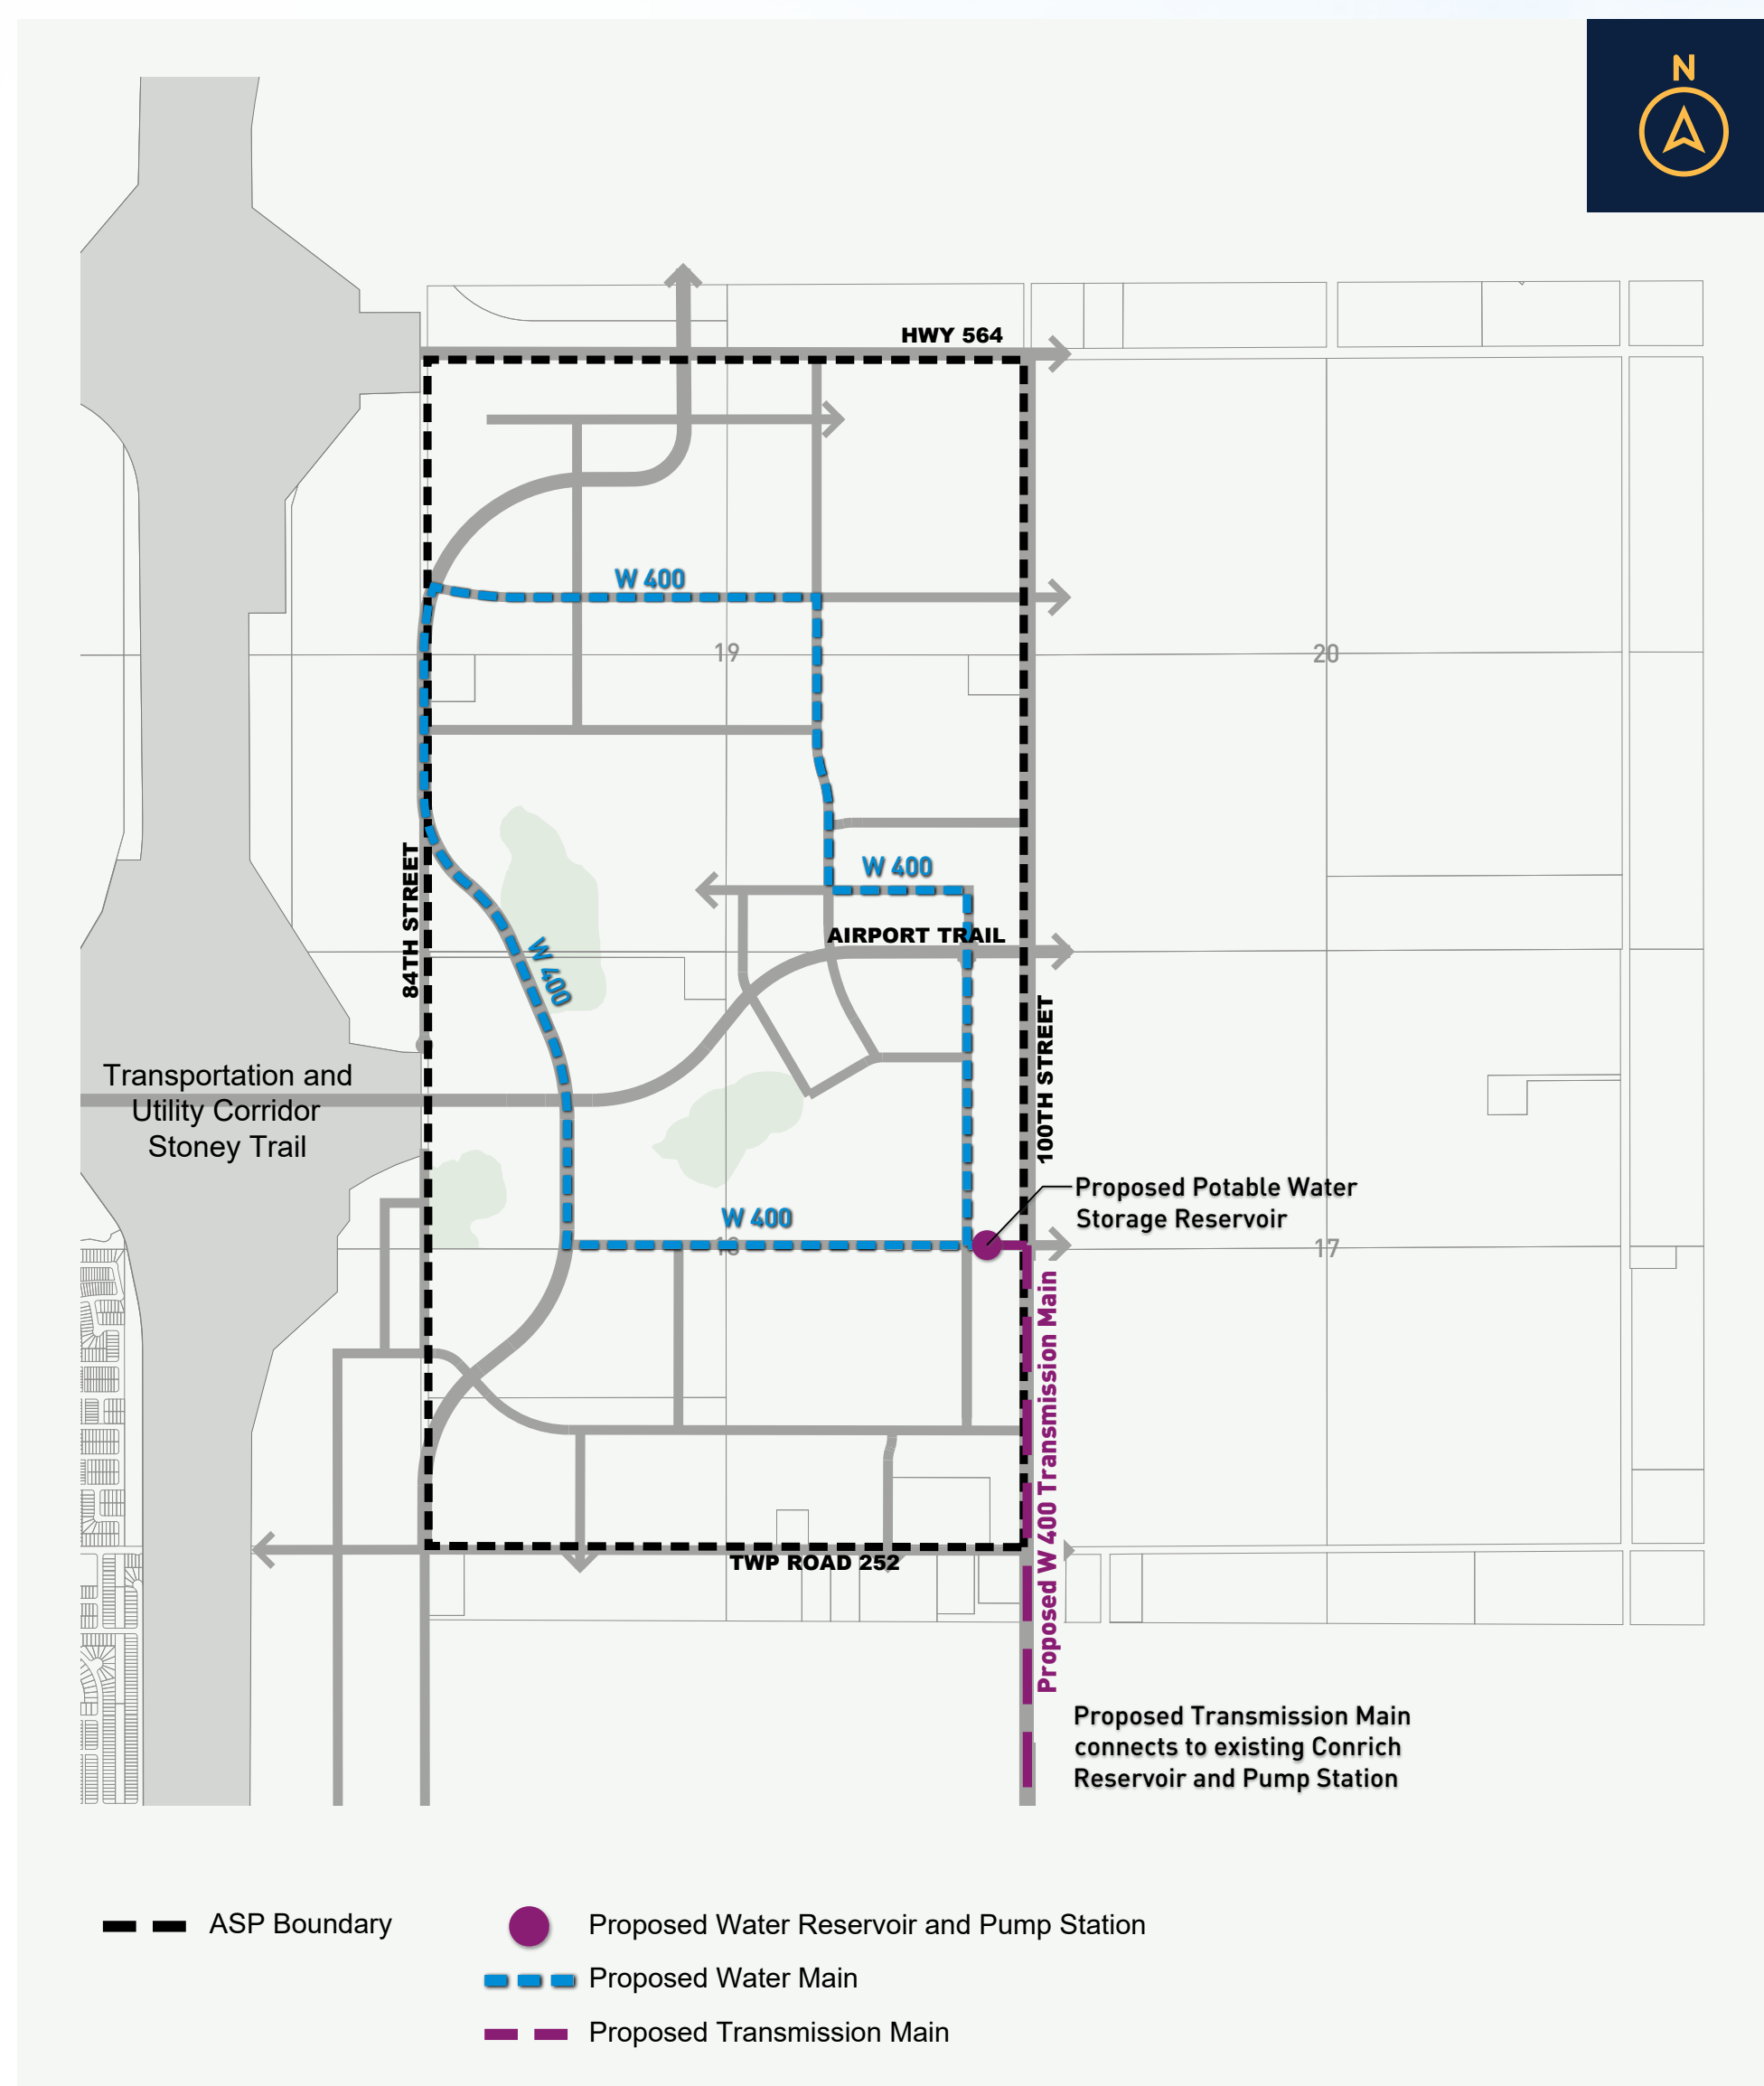 N
HWY 564
W 400
19
20
84TH STREET
W 400
W 400
AIRPORT TRAIL
100TH STREET
Transportation and
Utility Corridor
Stoney Trail
Proposed Potable Water
Storage Reservoir
W 400
18
17
Proposed W 400 Transmission Main
TWP ROAD 252
Proposed Transmission Main
connects to existing Conrich
Reservoir and Pump Station
ASP Boundary
Proposed Water Reservoir and Pump Station
Proposed Water Main
Proposed Transmission Main